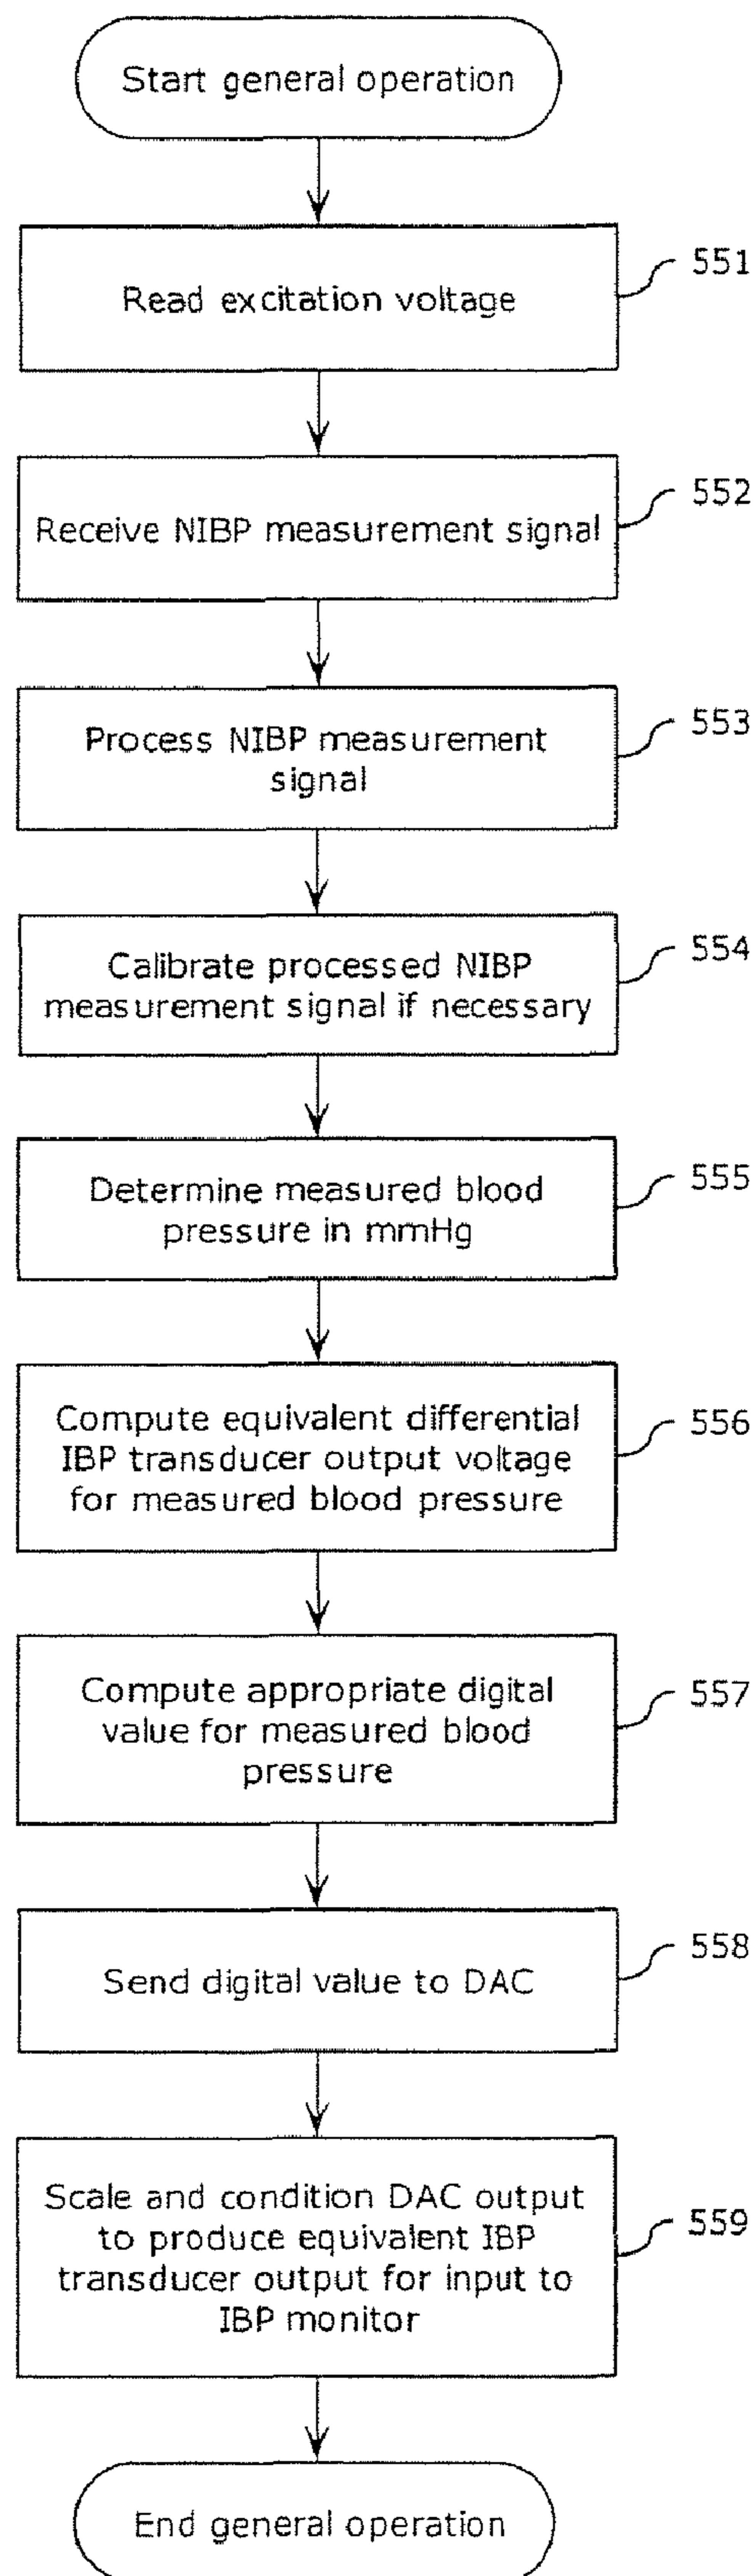 Start general operation
551
Read excitation voltage
552
Receive NIBP measurement signal
553
Process NIBP measurement
signal
554
Calibrate processed NIBP
measurement signal if necessary
555
Determine measured blood
pressure in mmHg
556
Compute equivalent differential
IBP transducer output voltage
for measured blood pressure
557
Compute appropriate digital
value for measured blood
pressure
558
Send digital value to DAC
559
Scale and condition DAC output
to produce equivalent IBP
transducer output for input to
IBP monitor
End general operation